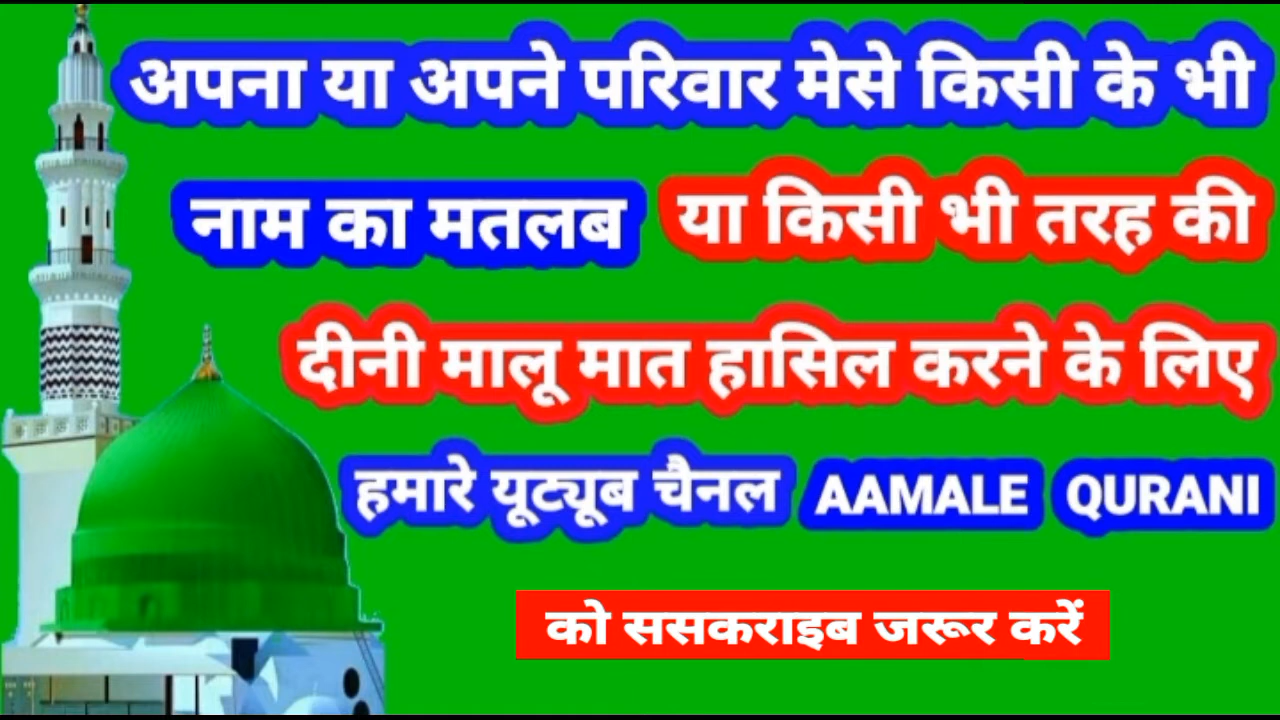 अपना या अपने परिवार मेसे किसी के भी
नाम का मतलब या किसी भी तरह की
दीनी मालू मात हासिल करने के लिए
हमारे यूट्यूब चैनल AAMALE QURANI
को ससकराइब जरूर करें